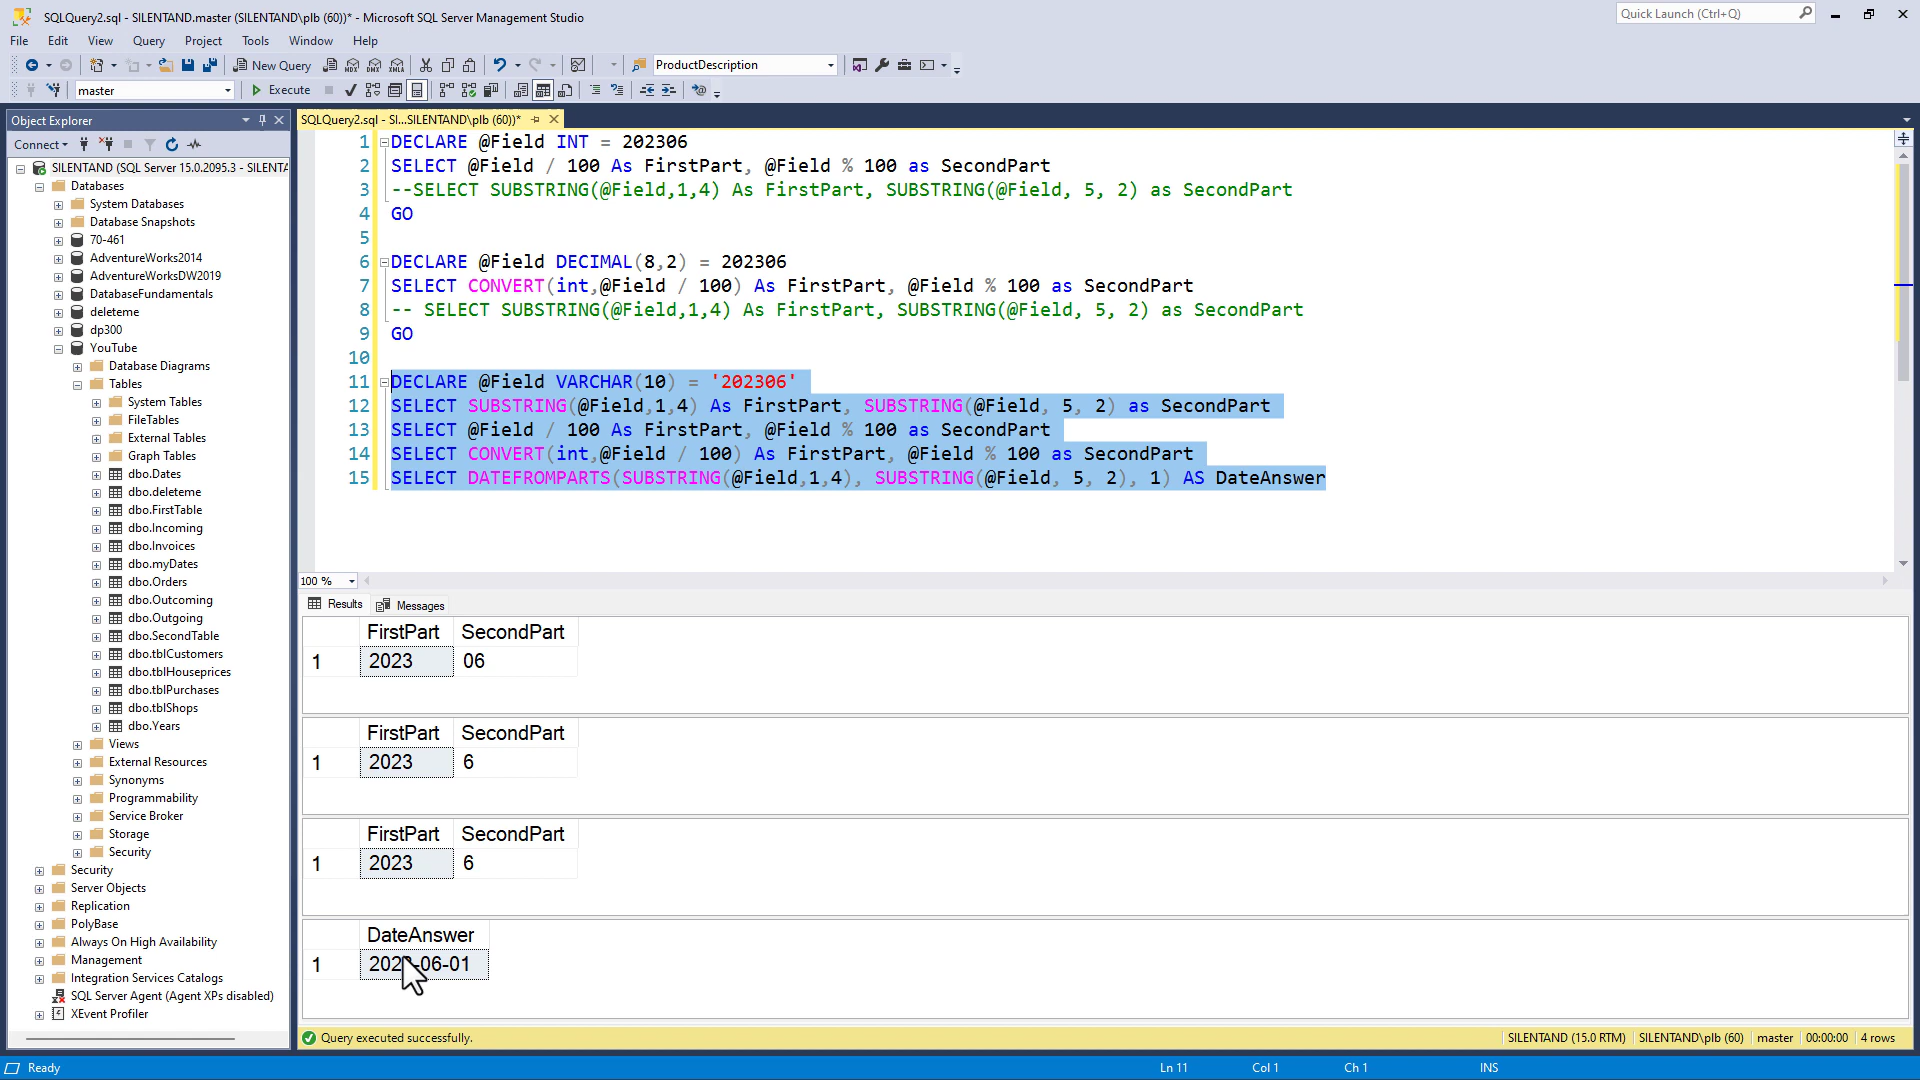 SQLQuery2.sql - SILENTAND.master (SILENTAND\plb (60))* - Microsoft SQL Server Management Studio
Quick Launch (Ctrl+Q)
File Edit View Query Project Tools Window Help
New Query
ProductDescription
master
Execute
Object Explorer
Connect
SILENTAND (SQL Server 15.0.2095.3 - SILENTA
Databases
System Databases
Database Snapshots
70-461
AdventureWorks2014
AdventureWorksDW2019
DatabaseFundamentals
deleteme
dp300
YouTube
Database Diagrams
Tables
System Tables
FileTables
External Tables
Graph Tables
dbo.Dates
dbo.deleteme
dbo.FirstTable
dbo.Incoming
dbo.Invoices
dbo.myDates
dbo.Orders
dbo.Outcoming
dbo.Outgoing
dbo.SecondTable
dbo.tblCustomers
dbo.tblHouseprices
dbo.tblPurchases
dbo.tblShops
dbo.Years
Views
External Resources
Synonyms
Programmability
Service Broker
Storage
Security
Security
Server Objects
Replication
PolyBase
Always On High Availability
Management
Integration Services Catalogs
SQL Server Agent (Agent XPs disabled)
XEvent Profiler
SQLQuery2.sql - SI...SILENTAND\plb (60))*
1 DECLARE @Field INT = 202306
2 SELECT @Field / 100 As FirstPart, @Field % 100 as SecondPart
3 --SELECT SUBSTRING(@Field,1,4) As FirstPart, SUBSTRING(@Field, 5, 2) as SecondPart
4 GO
5
6 DECLARE @Field DECIMAL(8,2) = 202306
7 SELECT CONVERT(int,@Field / 100) As FirstPart, @Field % 100 as SecondPart
8 -- SELECT SUBSTRING(@Field,1,4) As FirstPart, SUBSTRING(@Field, 5, 2) as SecondPart
9 GO
10
11 DECLARE @Field VARCHAR(10) = '202306'
12 SELECT SUBSTRING(@Field,1,4) As FirstPart, SUBSTRING(@Field, 5, 2) as SecondPart
13 SELECT @Field / 100 As FirstPart, @Field % 100 as SecondPart
14 SELECT CONVERT(int,@Field / 100) As FirstPart, @Field % 100 as SecondPart
15 SELECT DATEFROMPARTS(SUBSTRING(@Field,1,4), SUBSTRING(@Field, 5, 2), 1) AS DateAnswer
100 %
Results Messages
FirstPart SecondPart
1 2023 06
FirstPart SecondPart
1 2023 6
FirstPart SecondPart
1 2023 6
DateAnswer
1 2023-06-01
Query executed successfully.
SILENTAND (15.0 RTM) SILENTAND\plb (60) master 00:00:00 4 rows
Ready
Ln 11 Col 1 Ch 1 INS